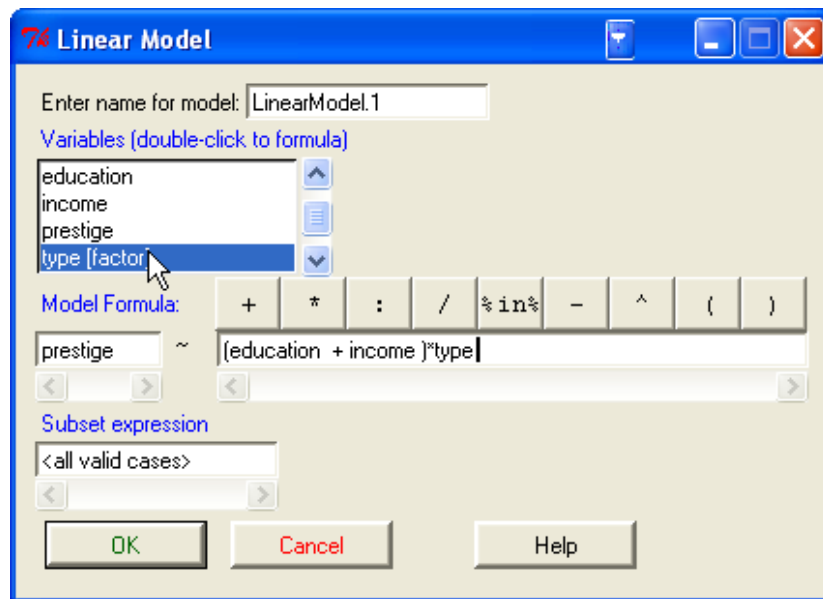 Linear Model
Enter name for model: LinearModel.1
Variables (double-click to formula)
education
income
prestige
type [factor]
Model Formula: + * : / %in% - ^ ( )
prestige ~ (education + income )*type
Subset expression
<all valid cases>
OK Cancel Help